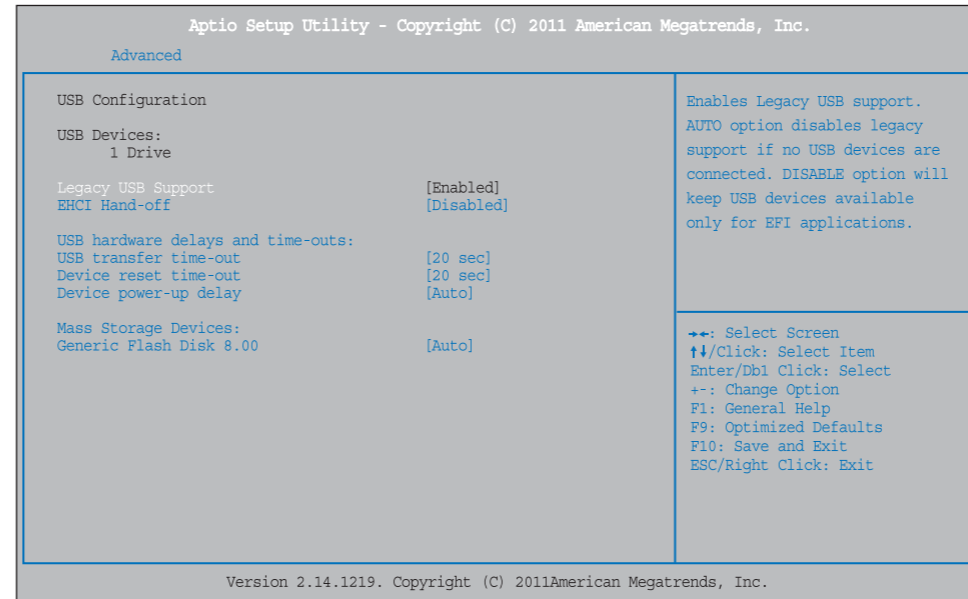 Aptio Setup Utility - Copyright (C) 2011 American Megatrends, Inc.
Advanced
USB Configuration
USB Devices:
1 Drive
Legacy USB Support [Enabled]
EHCI Hand-off [Disabled]
USB hardware delays and time-outs:
USB transfer time-out [20 sec]
Device reset time-out [20 sec]
Device power-up delay [Auto]
Mass Storage Devices:
Generic Flash Disk 8.00 [Auto]
Enables Legacy USB support.
AUTO option disables legacy
support if no USB devices are
connected. DISABLE option will
keep USB devices available
only for EFI applications.
→←: Select Screen
↑↓/Click: Select Item
Enter/Db1 Click: Select
+-: Change Option
F1: General Help
F9: Optimized Defaults
F10: Save and Exit
ESC/Right Click: Exit
Version 2.14.1219. Copyright (C) 2011American Megatrends, Inc.